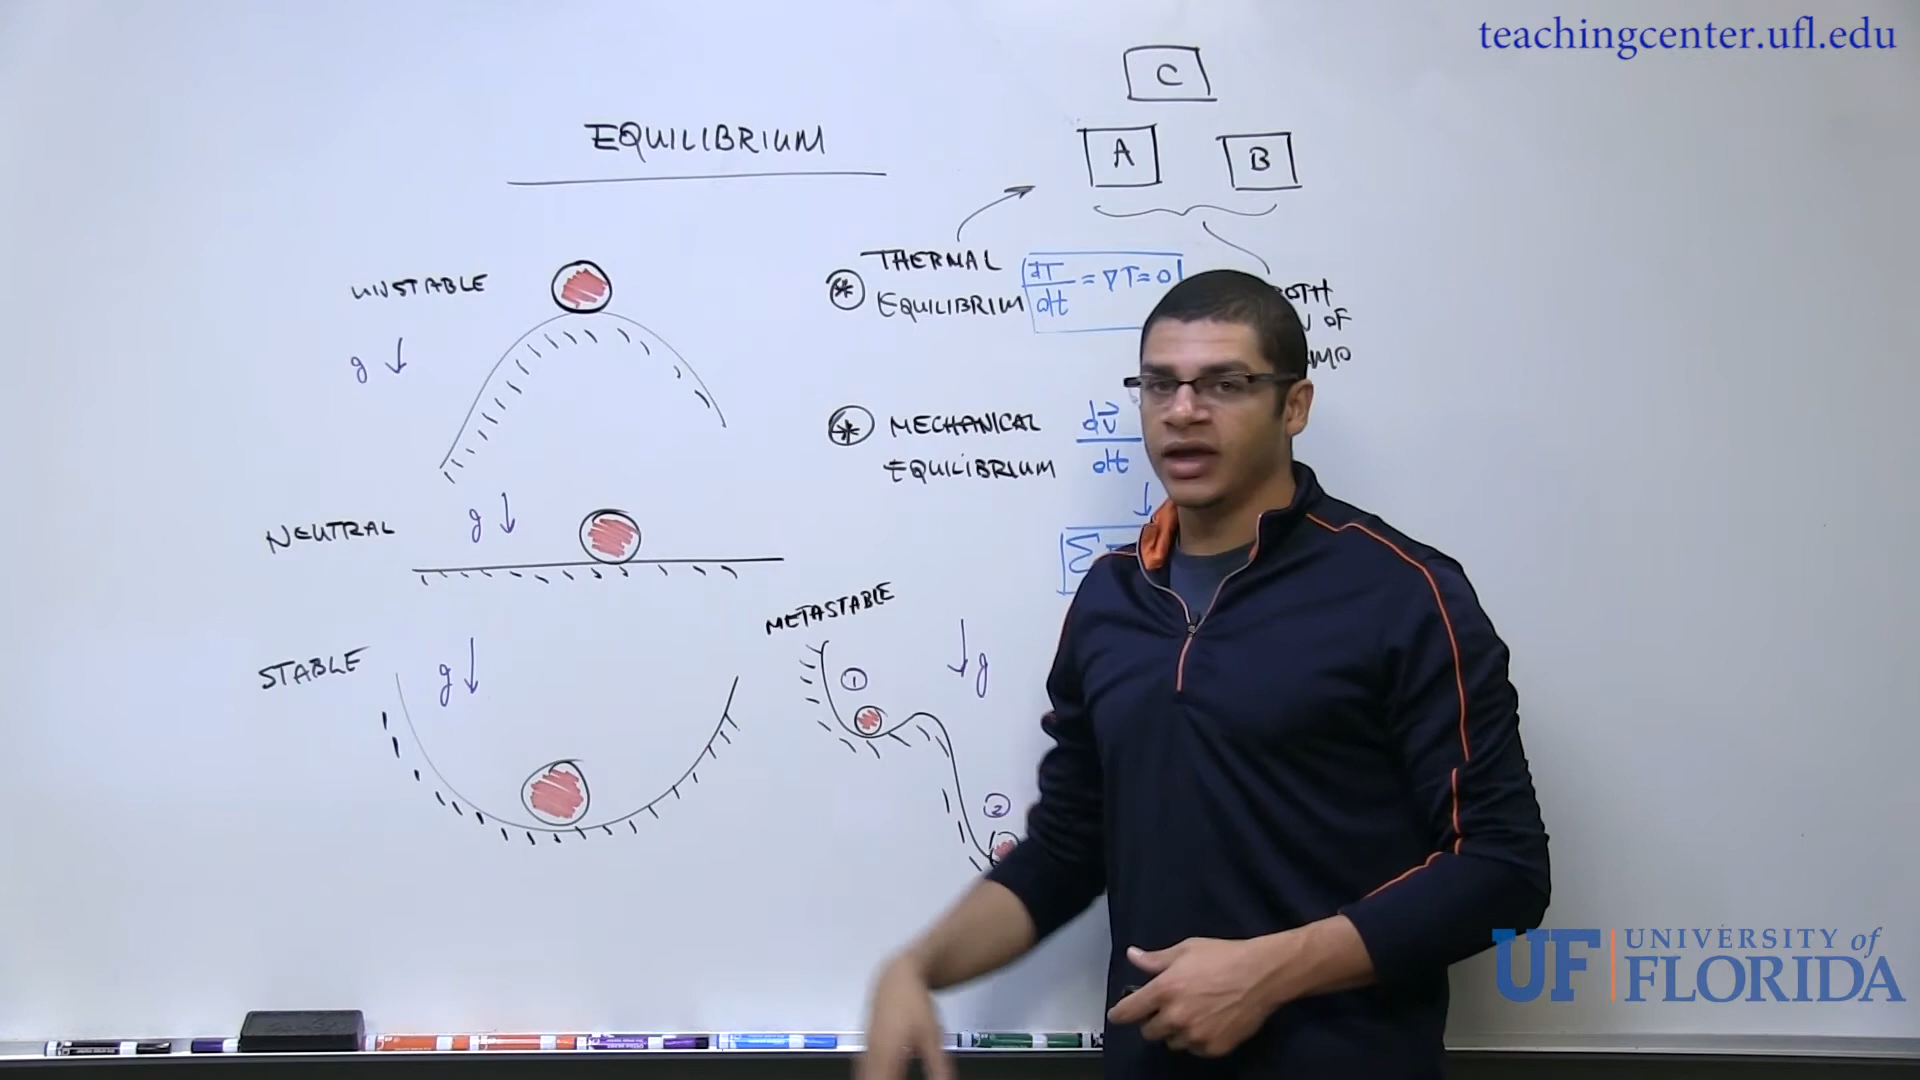 teachingcenter.ufl.edu
C
EQUILIBRIUM
A
B
THERMAL
EQUILIBRIUM
dT/dt = ∇T = 0
OF
UNSTABLE
g ↓
MECHANICAL
EQUILIBRIUM
dv⃗/dt
↓
Σ
NEUTRAL
g ↓
METASTABLE
STABLE
g ↓
1
↓ g
2
UF UNIVERSITY of
FLORIDA